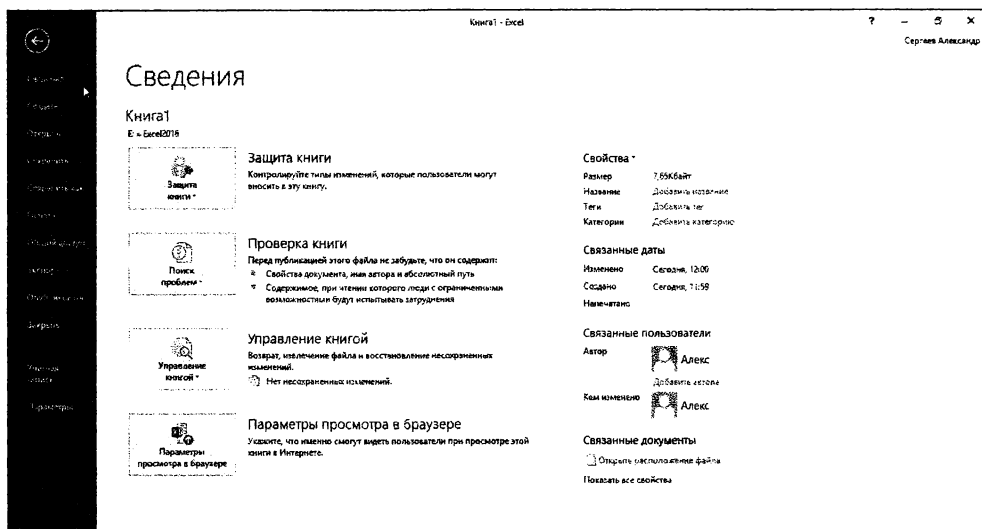 Книга1 - Excel
?
Сергеев Александр
Сведения
Книга1
E: » Excel2016
Защита книги
Защита книги
Контролируйте типы изменений, которые пользователи могут
вносить в эту книгу.
Поиск проблем
Проверка книги
Перед публикацией этого файла не забудьте, что он содержит:
Свойства документа, имя автора и абсолютный путь
Содержимое, при чтении которого люди с ограниченными
возможностями будут испытывать затруднения
Управление книгой
Управление книгой
Возврат, извлечение файла и восстановление несохраненных
изменений.
Нет несохраненных изменений.
Параметры
просмотра в браузере
Параметры просмотра в браузере
Укажите, что именно смогут видеть пользователи при просмотре этой
книги в Интернете.
Свойства
Размер 7,65Кбайт
Название Добавить название
Теги Добавить тег
Категории Добавить категорию
Связанные даты
Изменено Сегодня, 12:00
Создано Сегодня, 11:59
Напечатано
Связанные пользователи
Автор Алекс
Добавить автора
Кем изменено Алекс
Связанные документы
Открыть расположение файла
Показать все свойства